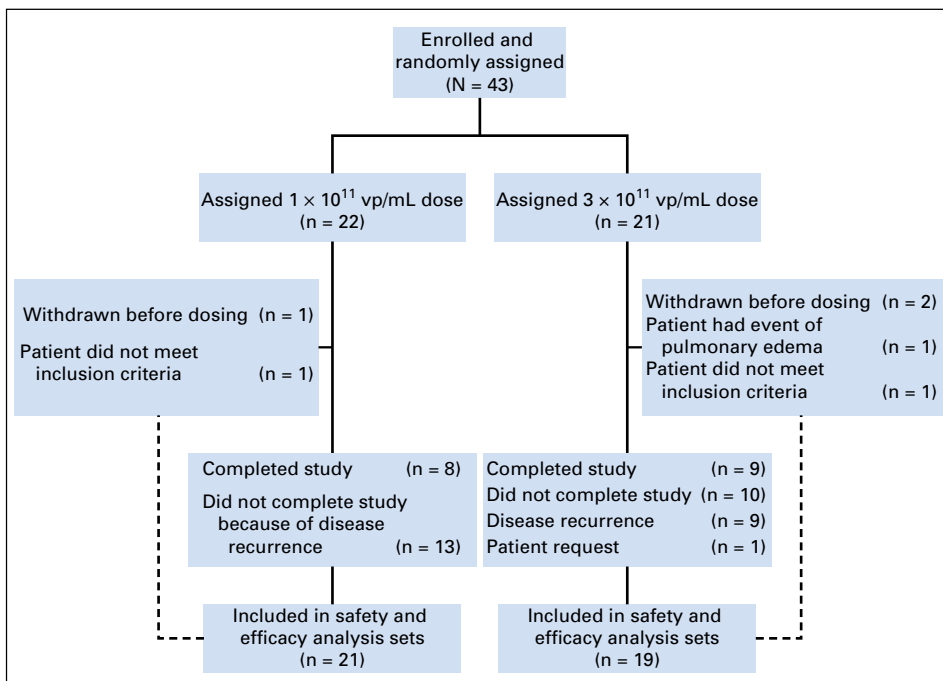 Enrolled and
randomly assigned
(N = 43)
Assigned 1 × 10¹¹ vp/mL dose
(n = 22)
Assigned 3 × 10¹¹ vp/mL dose
(n = 21)
Withdrawn before dosing (n = 1)
Patient did not meet
inclusion criteria (n = 1)
Withdrawn before dosing (n = 2)
Patient had event of
pulmonary edema (n = 1)
Patient did not meet
inclusion criteria (n = 1)
Completed study (n = 8)
Did not complete study
because of disease
recurrence (n = 13)
Completed study (n = 9)
Did not complete study (n = 10)
Disease recurrence (n = 9)
Patient request (n = 1)
Included in safety and
efficacy analysis sets
(n = 21)
Included in safety and
efficacy analysis sets
(n = 19)